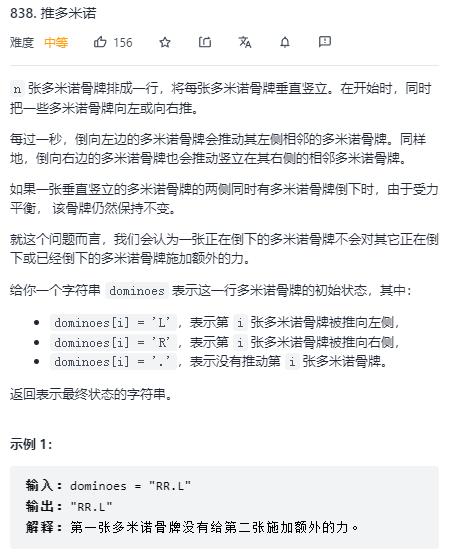 838. 推多米诺
难度 中等 156
n 张多米诺骨牌排成一行，将每张多米诺骨牌垂直竖立。在开始时，同时
把一些多米诺骨牌向左或向右推。
每过一秒，倒向左边的多米诺骨牌会推动其左侧相邻的多米诺骨牌。同样
地，倒向右边的多米诺骨牌也会推动竖立在其右侧的相邻多米诺骨牌。
如果一张垂直竖立的多米诺骨牌的两侧同时有多米诺骨牌倒下时，由于受力
平衡， 该骨牌仍然保持不变。
就这个问题而言，我们会认为一张正在倒下的多米诺骨牌不会对其它正在倒
下或已经倒下的多米诺骨牌施加额外的力。
给你一个字符串 dominoes 表示这一行多米诺骨牌的初始状态，其中：
• dominoes[i] = 'L'，表示第 i 张多米诺骨牌被推向左侧，
• dominoes[i] = 'R'，表示第 i 张多米诺骨牌被推向右侧，
• dominoes[i] = '.'，表示没有推动第 i 张多米诺骨牌。
返回表示最终状态的字符串。
示例 1：
输入：dominoes = "RR.L"
输出："RR.L"
解释：第一张多米诺骨牌没有给第二张施加额外的力。